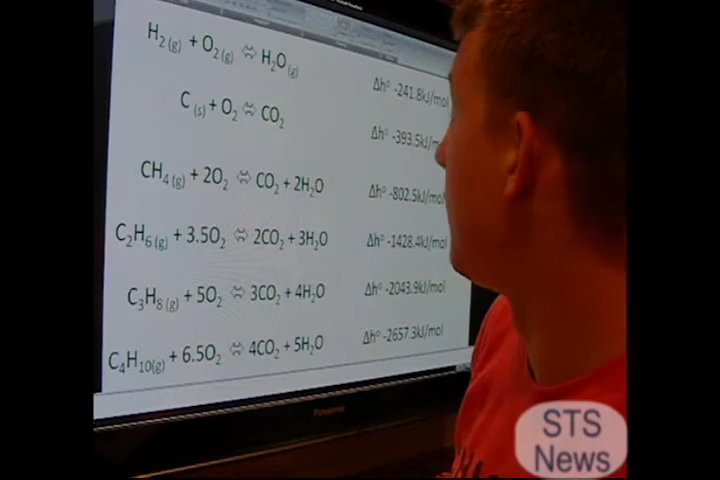 H₂(g) + O₂(g) ⇔ H₂O(g) Δh° -241.8kJ/mol
C(s) + O₂ ⇔ CO₂ Δh° -393.5kJ/m
CH₄(g) + 2O₂ ⇔ CO₂ + 2H₂O Δh° -802.5kJ/mol
C₂H₆(g) + 3.5O₂ ⇔ 2CO₂ + 3H₂O Δh° -1428.4kJ/mol
C₃H₈(g) + 5O₂ ⇔ 3CO₂ + 4H₂O Δh° -2043.9kJ/mol
C₄H₁₀(g) + 6.5O₂ ⇔ 4CO₂ + 5H₂O Δh° -2657.3kJ/mol
Panasonic
STS
News